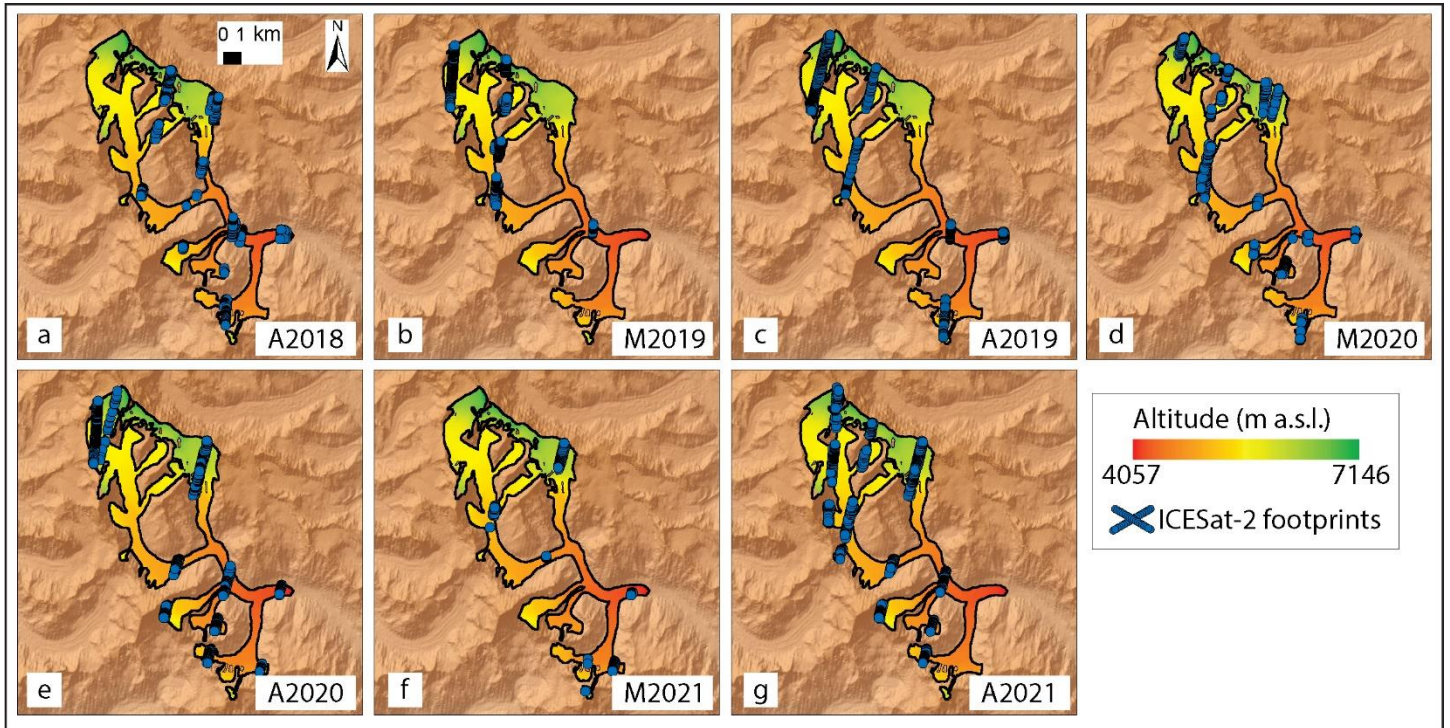 0 1 km
N
a
A2018
b
M2019
c
A2019
d
M2020
e
A2020
f
M2021
g
A2021
Altitude (m a.s.l.)
4057
7146
ICESat-2 footprints